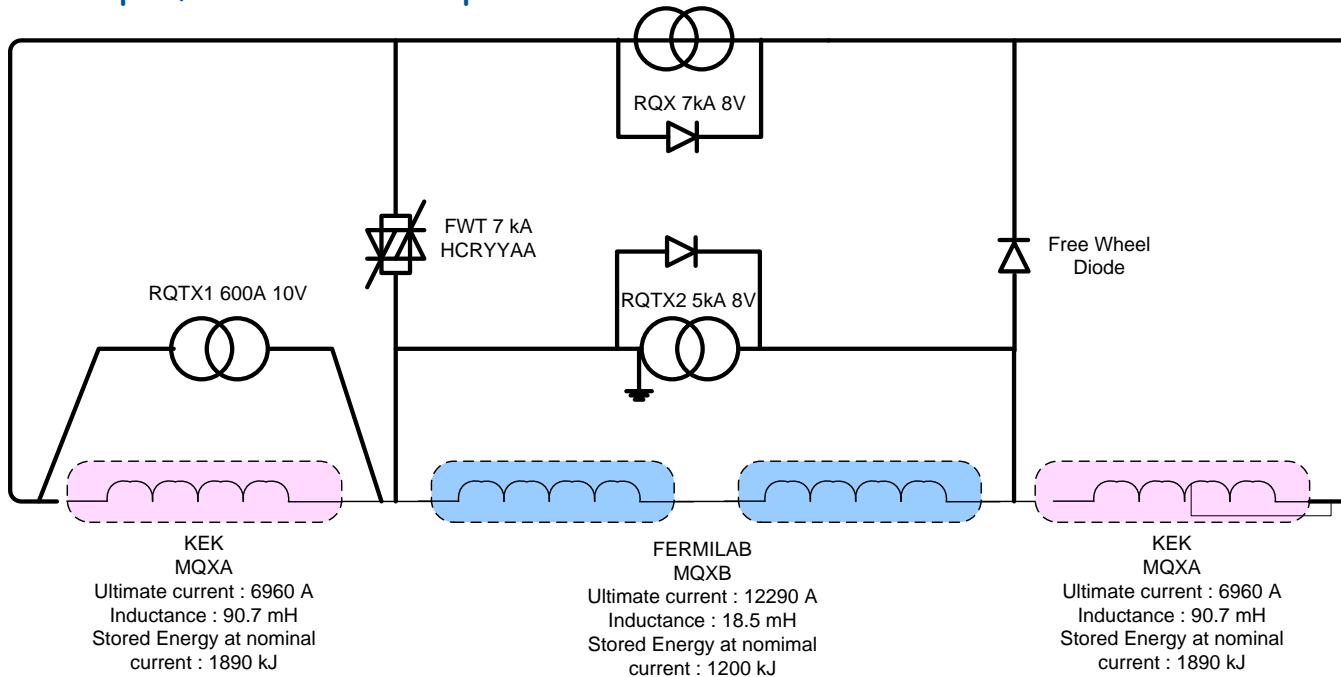 RQX 7kA 8V
FWT 7 kA
HCRYYAA
Free Wheel
Diode
RQTX1 600A 10V
RQTX2 5kA 8V
KEK
MQXA
Ultimate current : 6960 A
Inductance : 90.7 mH
Stored Energy at nominal
current : 1890 kJ
FERMILAB
MQXB
Ultimate current : 12290 A
Inductance : 18.5 mH
Stored Energy at nomimal
current : 1200 kJ
KEK
MQXA
Ultimate current : 6960 A
Inductance : 90.7 mH
Stored Energy at nominal
current : 1890 kJ